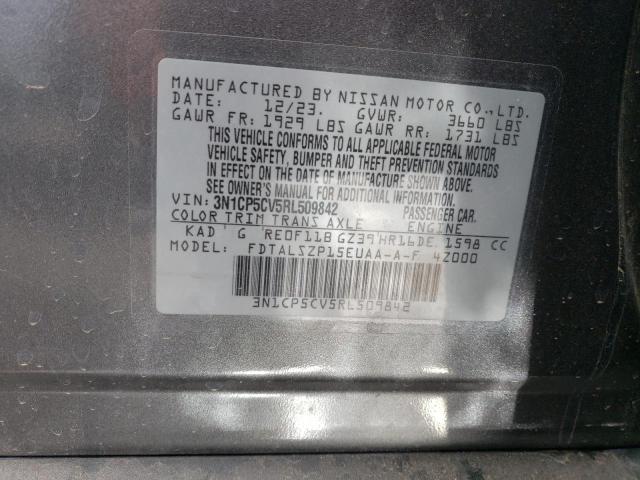 MANUFACTURED BY NISSAN MOTOR CO., LTD.
DATE: 12/23. GVWR: 3660 LBS
GAWR FR: 1929 LBS GAWR RR: 1731 LBS
THIS VEHICLE CONFORMS TO ALL APPLICABLE FEDERAL MOTOR
VEHICLE SAFETY, BUMPER AND THEFT PREVENTION STANDARDS
IN EFFECT ON THE DATE OF MANUFACTURE SHOWN ABOVE.
SEE OWNER'S MANUAL FOR ADDITIONAL INFORMATION.
VIN: 3N1CP5CV5RL509842 PASSENGER CAR.
COLOR TRIM TRANS AXLE ENGINE
KAD G RE0F11B GZ39 HR16DE 1598 CC
MODEL: FDTALSZP15EUAA-A-F 4Z000
3N1CP5CV5RL509842